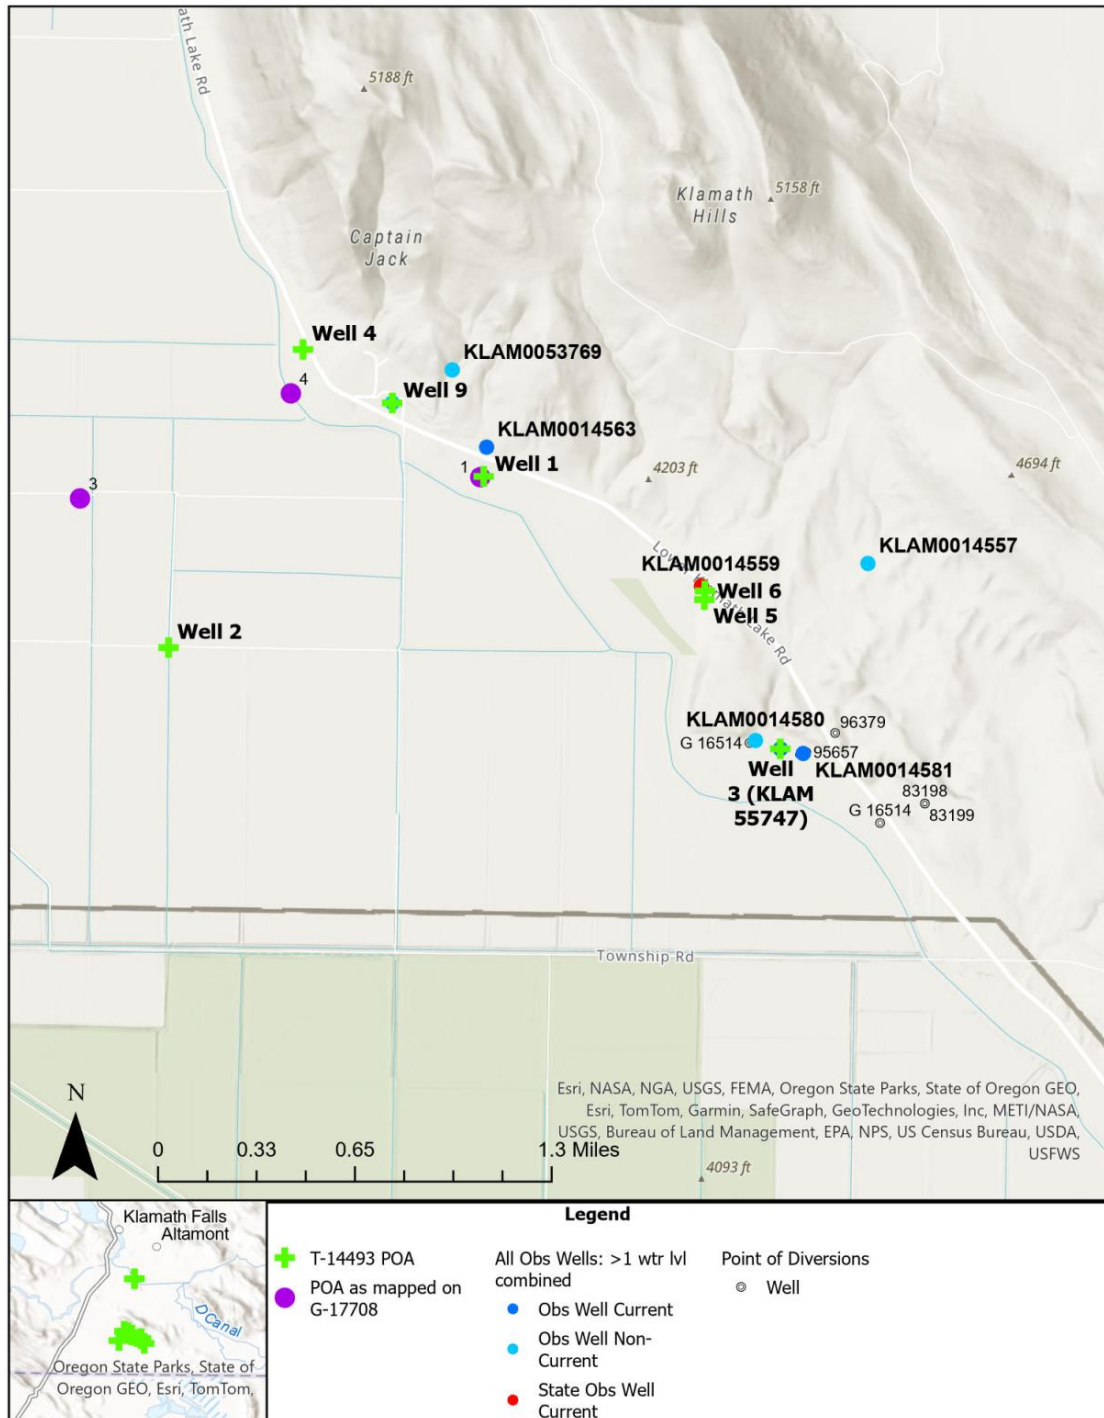 ath Lake Rd
5188 ft
Klamath
Hills
5158 ft
Captain
Jack
Well 4
KLAM0053769
4
Well 9
KLAM0014563
1
Well 1
4203 ft
4694 ft
3
KLAM0014557
KLAM0014559
Well 6
Well 5
Lower Klamath Lake Rd
Well 2
KLAM0014580
96379
G 16514
95657
KLAM0014581
Well
3 (KLAM
55747)
83198
83199
G 16514
Township Rd
N
0 0.33 0.65 1.3 Miles
Esri, NASA, NGA, USGS, FEMA, Oregon State Parks, State of Oregon GEO,
Esri, TomTom, Garmin, SafeGraph, GeoTechnologies, Inc, METI/NASA,
USGS, Bureau of Land Management, EPA, NPS, US Census Bureau, USDA,
USFWS
4093 ft
Klamath Falls
Altamont
D Canal
Oregon State Parks, State of
Oregon GEO, Esri, TomTom,
Legend
T-14493 POA
POA as mapped on
G-17708
All Obs Wells: >1 wtr lvl
combined
Obs Well Current
Obs Well Non-
Current
State Obs Well
Current
Point of Diversions
Well